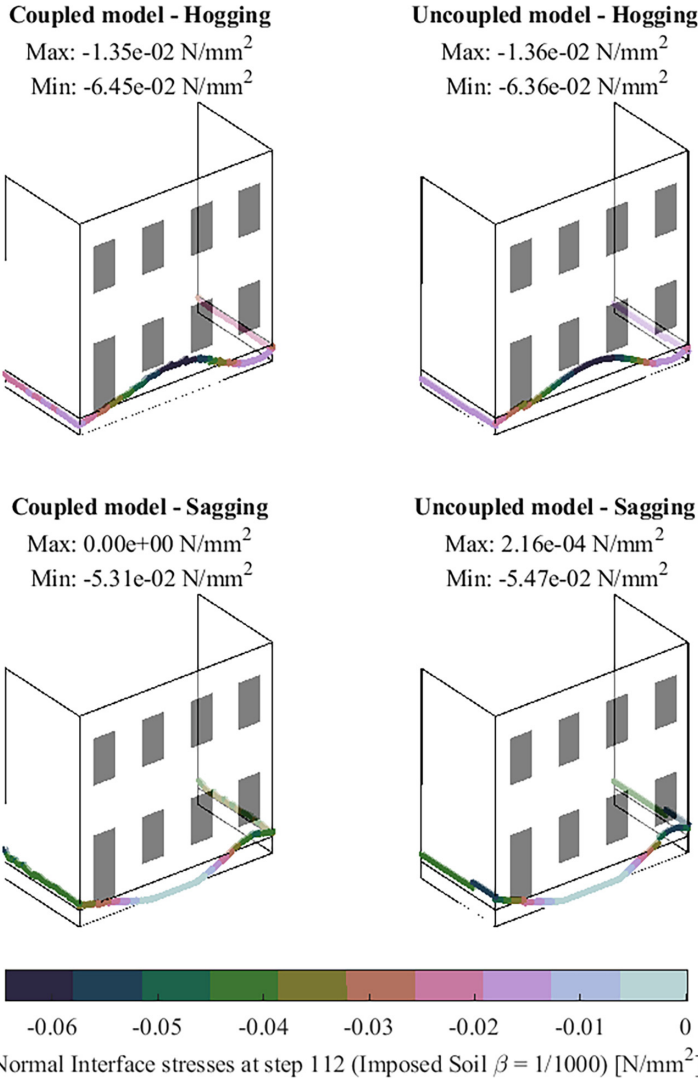 Coupled model - Hogging
Max: -1.35e-02 N/mm²
Min: -6.45e-02 N/mm²
Uncoupled model - Hogging
Max: -1.36e-02 N/mm²
Min: -6.36e-02 N/mm²
Coupled model - Sagging
Max: 0.00e+00 N/mm²
Min: -5.31e-02 N/mm²
Uncoupled model - Sagging
Max: 2.16e-04 N/mm²
Min: -5.47e-02 N/mm²
-0.06 -0.05 -0.04 -0.03 -0.02 -0.01 0
Normal Interface stresses at step 112 (Imposed Soil β = 1/1000) [N/mm²]